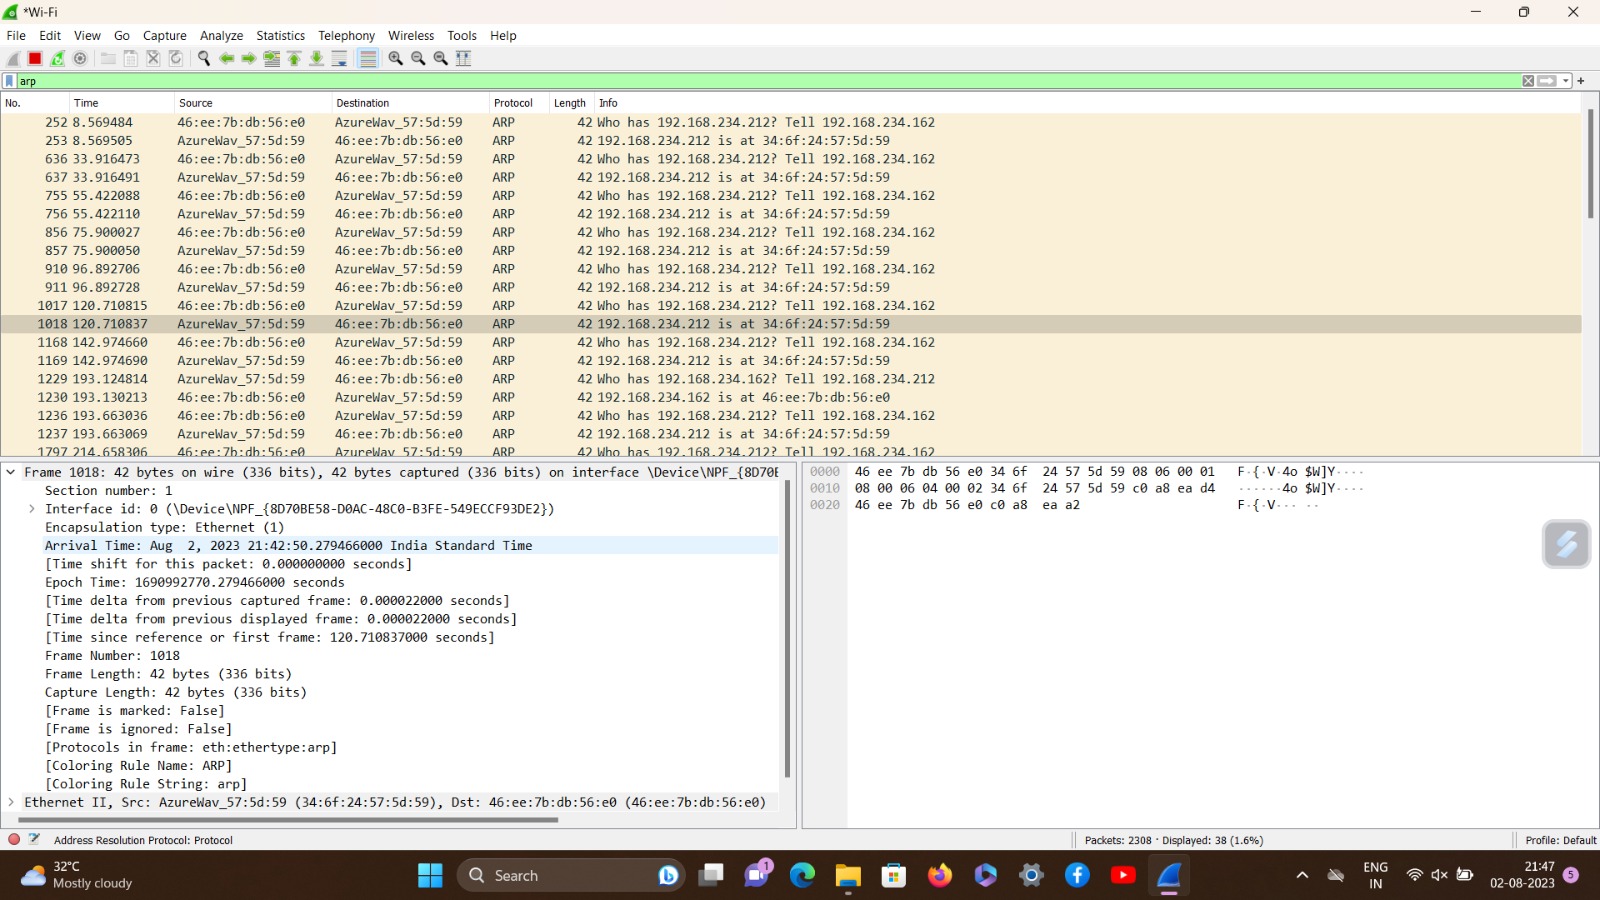 *Wi-Fi
File Edit View Go Capture Analyze Statistics Telephony Wireless Tools Help
arp
No. Time Source Destination Protocol Length Info
252 8.569484 46:ee:7b:db:56:e0 AzureWav_57:5d:59 ARP 42 Who has 192.168.234.212? Tell 192.168.234.162
253 8.569505 AzureWav_57:5d:59 46:ee:7b:db:56:e0 ARP 42 192.168.234.212 is at 34:6f:24:57:5d:59
636 33.916473 46:ee:7b:db:56:e0 AzureWav_57:5d:59 ARP 42 Who has 192.168.234.212? Tell 192.168.234.162
637 33.916491 AzureWav_57:5d:59 46:ee:7b:db:56:e0 ARP 42 192.168.234.212 is at 34:6f:24:57:5d:59
755 55.422088 46:ee:7b:db:56:e0 AzureWav_57:5d:59 ARP 42 Who has 192.168.234.212? Tell 192.168.234.162
756 55.422110 AzureWav_57:5d:59 46:ee:7b:db:56:e0 ARP 42 192.168.234.212 is at 34:6f:24:57:5d:59
856 75.900027 46:ee:7b:db:56:e0 AzureWav_57:5d:59 ARP 42 Who has 192.168.234.212? Tell 192.168.234.162
857 75.900050 AzureWav_57:5d:59 46:ee:7b:db:56:e0 ARP 42 192.168.234.212 is at 34:6f:24:57:5d:59
910 96.892706 46:ee:7b:db:56:e0 AzureWav_57:5d:59 ARP 42 Who has 192.168.234.212? Tell 192.168.234.162
911 96.892728 AzureWav_57:5d:59 46:ee:7b:db:56:e0 ARP 42 192.168.234.212 is at 34:6f:24:57:5d:59
1017 120.710815 46:ee:7b:db:56:e0 AzureWav_57:5d:59 ARP 42 Who has 192.168.234.212? Tell 192.168.234.162
1018 120.710837 AzureWav_57:5d:59 46:ee:7b:db:56:e0 ARP 42 192.168.234.212 is at 34:6f:24:57:5d:59
1168 142.974660 46:ee:7b:db:56:e0 AzureWav_57:5d:59 ARP 42 Who has 192.168.234.212? Tell 192.168.234.162
1169 142.974690 AzureWav_57:5d:59 46:ee:7b:db:56:e0 ARP 42 192.168.234.212 is at 34:6f:24:57:5d:59
1229 193.124814 AzureWav_57:5d:59 46:ee:7b:db:56:e0 ARP 42 Who has 192.168.234.162? Tell 192.168.234.212
1230 193.130213 46:ee:7b:db:56:e0 AzureWav_57:5d:59 ARP 42 192.168.234.162 is at 46:ee:7b:db:56:e0
1236 193.663036 46:ee:7b:db:56:e0 AzureWav_57:5d:59 ARP 42 Who has 192.168.234.212? Tell 192.168.234.162
1237 193.663069 AzureWav_57:5d:59 46:ee:7b:db:56:e0 ARP 42 192.168.234.212 is at 34:6f:24:57:5d:59
1797 214.658306 46:ee:7b:db:56:e0 AzureWav_57:5d:59 ARP 42 Who has 192.168.234.212? Tell 192.168.234.162
Frame 1018: 42 bytes on wire (336 bits), 42 bytes captured (336 bits) on interface \Device\NPF_{8D70B
Section number: 1
Interface id: 0 (\Device\NPF_{8D70BE58-D0AC-48C0-B3FE-549ECCF93DE2})
Encapsulation type: Ethernet (1)
Arrival Time: Aug  2, 2023 21:42:50.279466000 India Standard Time
[Time shift for this packet: 0.000000000 seconds]
Epoch Time: 1690992770.279466000 seconds
[Time delta from previous captured frame: 0.000022000 seconds]
[Time delta from previous displayed frame: 0.000022000 seconds]
[Time since reference or first frame: 120.710837000 seconds]
Frame Number: 1018
Frame Length: 42 bytes (336 bits)
Capture Length: 42 bytes (336 bits)
[Frame is marked: False]
[Frame is ignored: False]
[Protocols in frame: eth:ethertype:arp]
[Coloring Rule Name: ARP]
[Coloring Rule String: arp]
Ethernet II, Src: AzureWav_57:5d:59 (34:6f:24:57:5d:59), Dst: 46:ee:7b:db:56:e0 (46:ee:7b:db:56:e0)
0000 46 ee 7b db 56 e0 34 6f 24 57 5d 59 08 06 00 01 F·{·V·4o $W]Y····
0010 08 00 06 04 00 02 34 6f 24 57 5d 59 c0 a8 ea d4 ······4o $W]Y····
0020 46 ee 7b db 56 e0 c0 a8 ea a2 F·{·V··· ··
Address Resolution Protocol: Protocol
Packets: 2308 · Displayed: 38 (1.6%)
Profile: Default
32°C
Mostly cloudy
Search
1
ENG
IN
21:47
02-08-2023
5